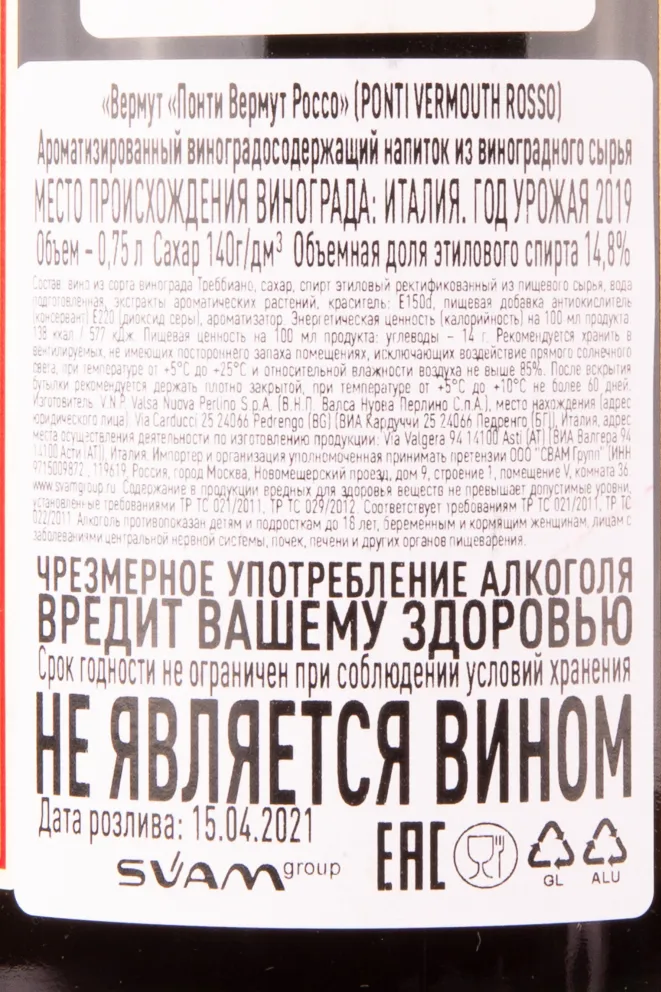 «Вермут «Понти Вермут Россо» (PONTI VERMOUTH ROSSO)
Ароматизированный виноградосодержащий напиток из виноградного сырья
МЕСТО ПРОИСХОЖДЕНИЯ ВИНОГРАДА: ИТАЛИЯ. ГОД УРОЖАЯ 2019
Объем – 0,75 л Сахар 140г/дм³ Объемная доля этилового спирта 14,8%
Состав: вино из сорта винограда Треббиано, сахар, спирт этиловый ректификованный из пищевого сырья, вода
подготовленная, экстракты ароматических растений, краситель: Е150d, пищевая добавка антиокислитель
(консервант) Е220 (диоксид серы), ароматизатор. Энергетическая ценность (калорийность) на 100 мл продукта:
138 ккал / 577 кДж. Пищевая ценность на 100 мл продукта: углеводы – 14 г. Рекомендуется хранить в
вентилируемых, не имеющих постороннего запаха помещениях, исключающих воздействие прямого солнечного
света, при температуре от +5°С до +25°С и относительной влажности воздуха не выше 85%. После вскрытия
бутылки рекомендуется держать плотно закрытой, при температуре от +5°С до +10°С не более 60 дней.
Изготовитель: V.N.P. Valsa Nuova Perlino S.p.A. (В.Н.П. Валса Нуова Перлино С.п.А.), место нахождения (адрес
юридического лица): Via Carducci 25 24066 Pedrengo (BG) (ВИА Кардуччи 25 24066 Педренго (БГ)), Италия, адрес
места осуществления деятельности по изготовлению продукции: Via Valgera 94 14100 Asti (AT) (ВИА Валгера 94
14100 Асти (АТ)), Италия. Импортер и организация уполномоченная принимать претензии ООО "СВАМ Групп" (ИНН
9715009872, 119619, Россия, город Москва, Новомещерский проезд, дом 9, строение 1, помещение V, комната 36.
www.svamgroup.ru. Содержание в продукции вредных для здоровья веществ не превышает допустимые уровни,
установленные требованиями ТР ТС 021/2011, ТР ТС 029/2012. Соответствует требованиям ТР ТС 021/2011, ТР ТС
022/2011 Алкоголь противопоказан детям и подросткам до 18 лет, беременным и кормящим женщинам, лицам с
заболеваниями центральной нервной системы, почек, печени и других органов пищеварения.
ЧРЕЗМЕРНОЕ УПОТРЕБЛЕНИЕ АЛКОГОЛЯ
ВРЕДИТ ВАШЕМУ ЗДОРОВЬЮ
Срок годности не ограничен при соблюдении условий хранения
НЕ ЯВЛЯЕТСЯ ВИНОМ
Дата розлива: 15.04.2021
SVAM group EAC GL ALU